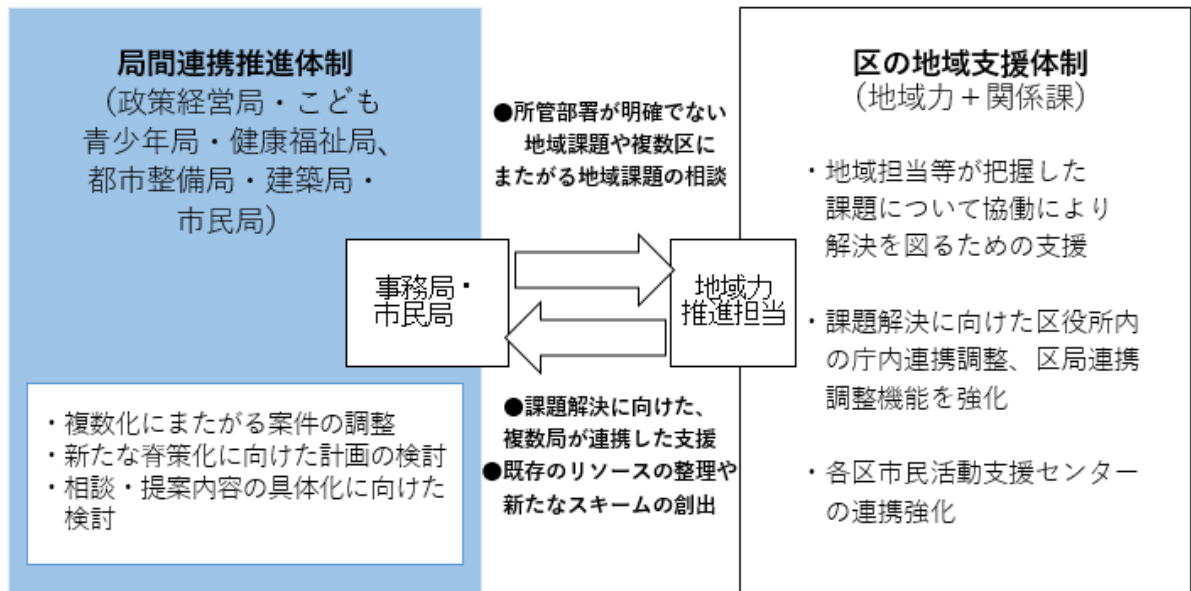 局間連携推進体制
（政策経営局・こども
青少年局・健康福祉局、
都市整備局・建築局・
市民局）
事務局・
市民局
・複数化にまたがる案件の調整
・新たな脊策化に向けた計画の検討
・相談・提案内容の具体化に向けた
検討
●所管部署が明確でない
地域課題や複数区に
またがる地域課題の相談
●課題解決に向けた、
複数局が連携した支援
●既存のリソースの整理や
新たなスキームの創出
地域力
推進担当
区の地域支援体制
（地域力＋関係課）
・地域担当等が把握した
課題について協働により
解決を図るための支援
・課題解決に向けた区役所内
の庁内連携調整、区局連携
調整機能を強化
・各区市民活動支援センター
の連携強化